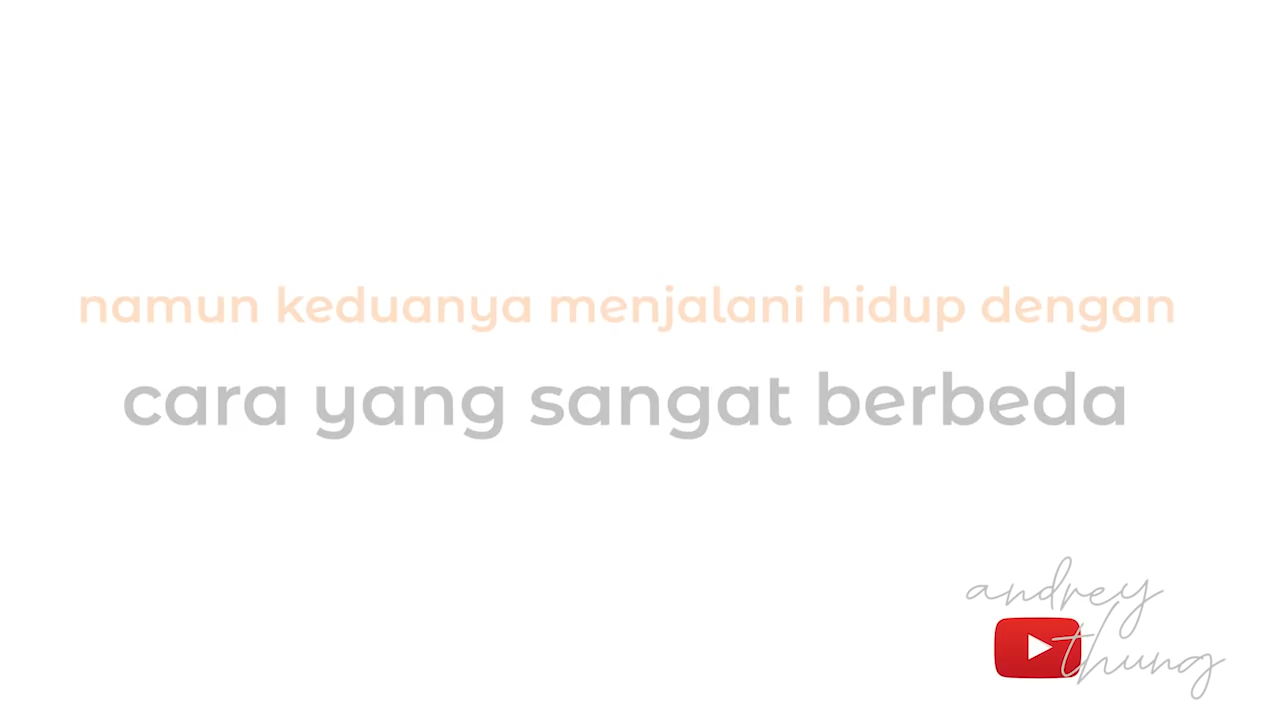 namun keduanya menjalani hidup dengan
cara yang sangat berbeda
andrey
thung